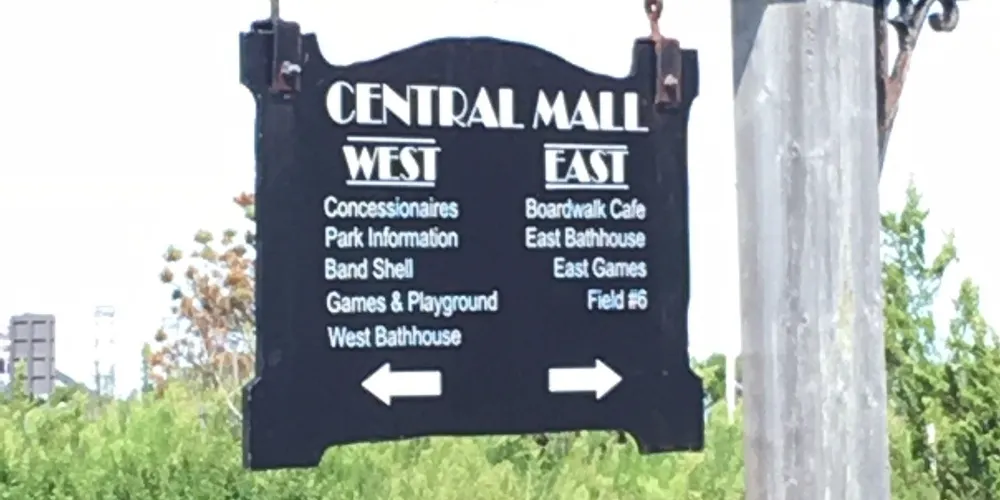 CENTRAL MALL
WEST
Concessionaires
Park Information
Band Shell
Games & Playground
West Bathhouse
EAST
Boardwalk Cafe
East Bathhouse
East Games
Field #6